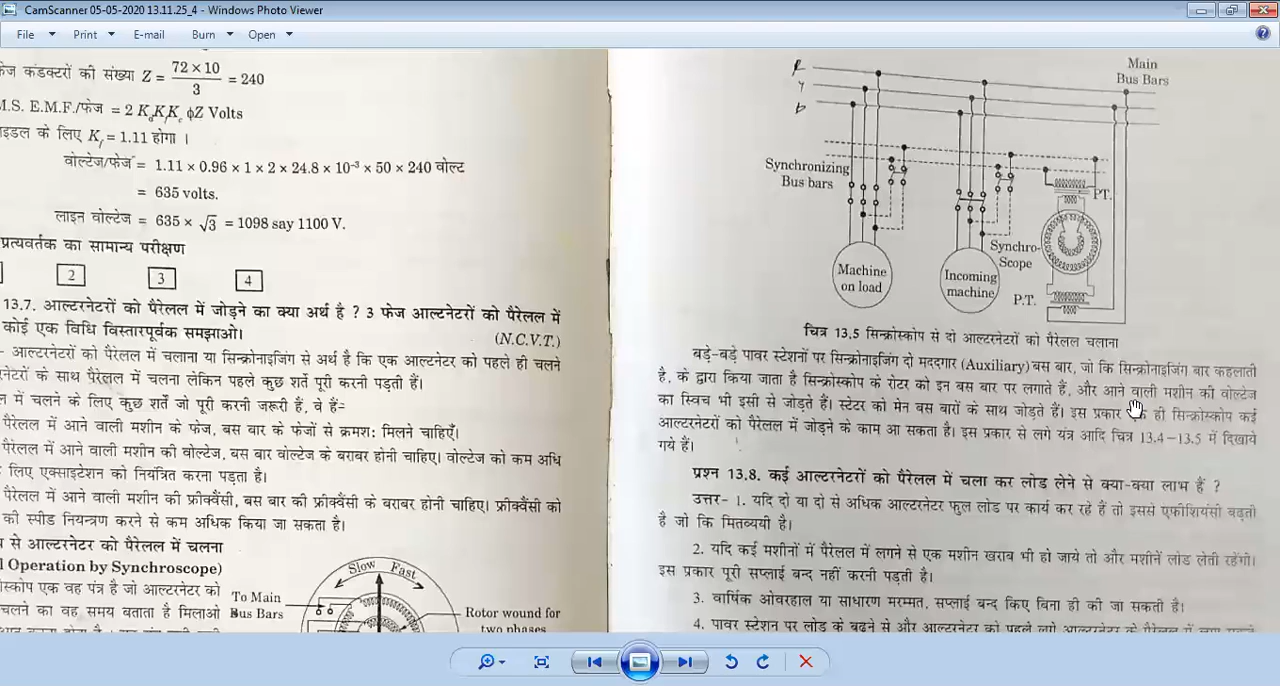 CamScanner 05-05-2020 13.11.25_4 - Windows Photo Viewer
File Print E-mail Burn Open
कंडक्टरों की संख्या Z = 72 × 10 / 3 = 240
M.S. E.M.F./फेज = 2 KₐKfKc ϕZ Volts
के लिए Kf = 1.11 होगा ।
वोल्टेज/फेज = 1.11 × 0.96 × 1 × 2 × 24.8 × 10⁻³ × 50 × 240 वोल्ट
= 635 volts.
लाइन वोल्टेज = 635 × √3 = 1098 say 1100 V.
प्रत्यवर्तक का सामान्य परीक्षण
2 3 4
13.7. आल्टरनेटरों को पैरेलल में जोड़ने का क्या अर्थ है ? 3 फेज आल्टनेटरों को पैरेलल में
कोई एक विधि विस्तारपूर्वक समझाओ। (N.C.V.T.)
- आल्टरनेटरों को पैरेलल में चलाना या सिन्क्रोनाइजिंग से अर्थ है कि एक आल्टनेटर को पहले ही चलने
के साथ पैरेलल में चलना लेकिन पहले कुछ शर्ते पूरी करनी पड़ती हैं।
में चलने के लिए कुछ शर्तें जो पूरी करनी जरूरी हैं, वे हैं–
पैरेलल में आने वाली मशीन के फेज, बस बार के फेजों से क्रमश: मिलने चाहिएँ।
पैरेलल में आने वाली मशीन की वोल्टेज, बस बार वोल्टेज के बराबर होनी चाहिए। वोल्टेज को कम अधि
लिए एक्साइटेशन को नियंत्रित करना पड़ता है।
पैरेलल में आने वाली मशीन की फ्रीक्वैंसी, बस बार की फ्रीक्वैंसी के बराबर होनी चाहिए। फ्रीक्वैंसी को
की स्पीड नियन्त्रण करने से कम अधिक किया जा सकता है।
से आल्टरनेटर को पैरेलल में चलना
Operation by Synchroscope)
एक वह यंत्र है जो आल्टरनेटर को
चलने का वह समय बताता है मिलाओ
Slow Fast
To Main
Bus Bars
Rotor wound for
two phases
R
Y
b
Main
Bus Bars
Synchronizing
Bus bars
P.T.
Synchro-
Scope
Machine
on load
Incoming
machine
P.T.
चित्र 13.5 सिन्क्रोस्कोप से दो आल्टरनेटरों को पैरलल चलाना
बड़े-बड़े पावर स्टेशनों पर सिन्क्रोनाइजिंग दो मददगार (Auxiliary) बस बार, जो कि सिन्क्रोनाइजिंग बार कहलाती
है, के द्वारा किया जाता है सिन्क्रोस्कोप के रोटर को इन बस बार पर लगाते हैं, और आने वाली मशीन की वोल्टेज
का स्विच भी इसी से जोड़ते हैं। स्टेटर को मेन बस बारों के साथ जोड़ते हैं। इस प्रकार ही सिन्क्रोस्कोप कई
आल्टरनेटरों को पैरेलल में जोड़ने के काम आ सकता है। इस प्रकार से लगे यंत्र आदि चित्र 13.4–13.5 में दिखाये
गये हैं।
प्रश्न 13.8. कई आल्टरनेटरों को पैरेलल में चला कर लोड लेने से क्या-क्या लाभ हैं ?
उत्तर– 1. यदि दो या दो से अधिक आल्टरनेटर फुल लोड पर कार्य कर रहे हैं तो इससे एफीशियंसी बढ़ती
है जो कि मितव्ययी है।
2. यदि कई मशीनों में पैरेलल में लगने से एक मशीन खराब भी हो जाये तो और मशीनें लोड लेती रहेंगी।
इस प्रकार पूरी सप्लाई बन्द नहीं करनी पड़ती है।
3. वार्षिक ओवरहाल या साधारण मरम्मत, सप्लाई बन्द किए बिना ही की जा सकती है।
4. पावर स्टेशन पर लोड के बढ़ने से और आल्टरनेटर को पहले लगे आल्टरनेटर के पैरेलल में